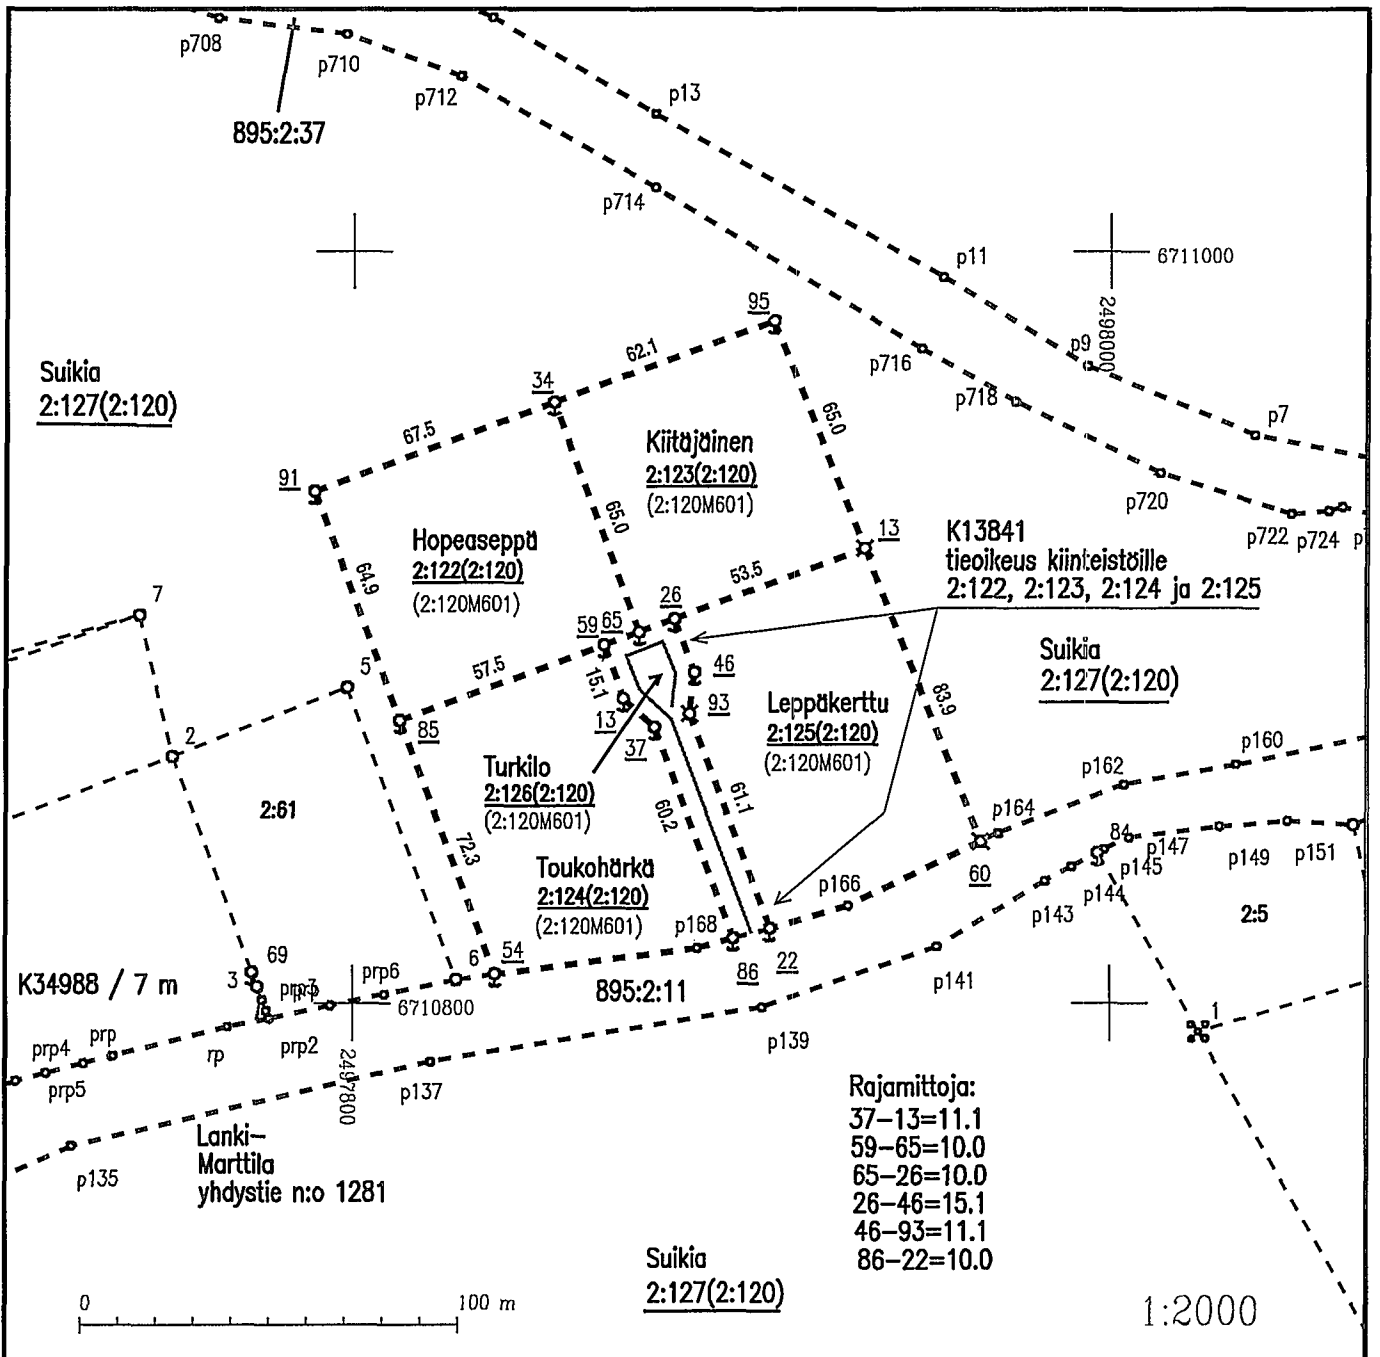 p708
p710
p712
895:2:37
p13
p714
p11
6711000
2498000
p9
p716
p718
p7
p720
p722
p724
p
Suikia
2:127(2:120)
95
62.1
34
67.5
91
65.0
Kiitäjäinen
2:123(2:120)
(2:120M601)
65.0
13
Hopeaseppä
2:122(2:120)
(2:120M601)
64.9
K13841
tieoikeus kiinteistöille
2:122, 2:123, 2:124 ja 2:125
53.5
26
59
65
57.5
15.1
46
93
13
37
85
7
5
2
2:61
Leppäkerttu
2:125(2:120)
(2:120M601)
83.9
Suikia
2:127(2:120)
Turkilo
2:126(2:120)
(2:120M601)
60.2
61.1
72.3
Toukohärkä
2:124(2:120)
(2:120M601)
p168
p166
60
p164
p162
p160
84
p147
p145
p144
p143
p149
p151
2:5
p141
1
86
22
54
6
69
3
K34988 / 7 m
prp3
prp6
6710800
895:2:11
prp4
prp
prp5
rp
prp2
2497800
p137
p139
p135
Lanki-
Marttila
yhdystie n:o 1281
Rajamittoja:
37-13=11.1
59-65=10.0
65-26=10.0
26-46=15.1
46-93=11.1
86-22=10.0
Suikia
2:127(2:120)
0
100 m
1:2000